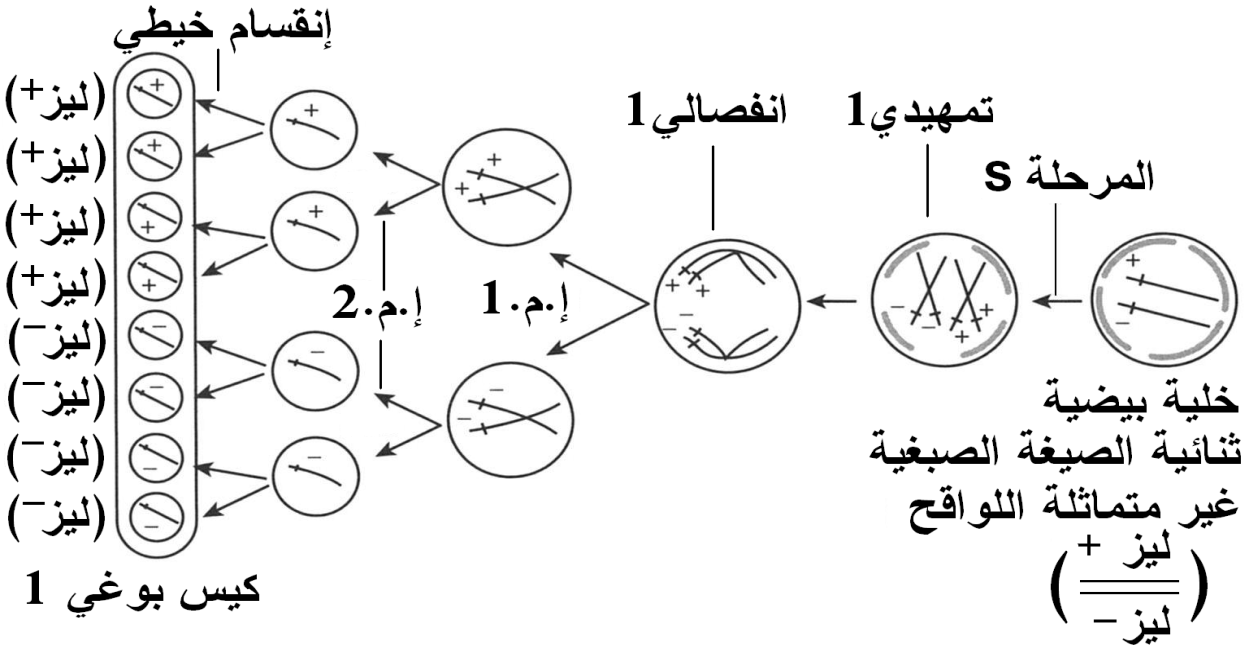 إنقسام خيطي
انفصالي1
تمهيدي1
المرحلة S
(ليز+)
(ليز+)
(ليز+)
(ليز+)
(ليز−)
(ليز−)
(ليز−)
(ليز−)
إ.م.2
إ.م.1
خلية بيضية
ثنائية الصيغة الصبغية
غير متماثلة اللواقح
(ليز +
ليز −)
كيس بوغي 1
+
+
+
+
−
−
−
−
+
+
−
−
+
+
−
−
+
+
−
−
−
−
+
+
+
−